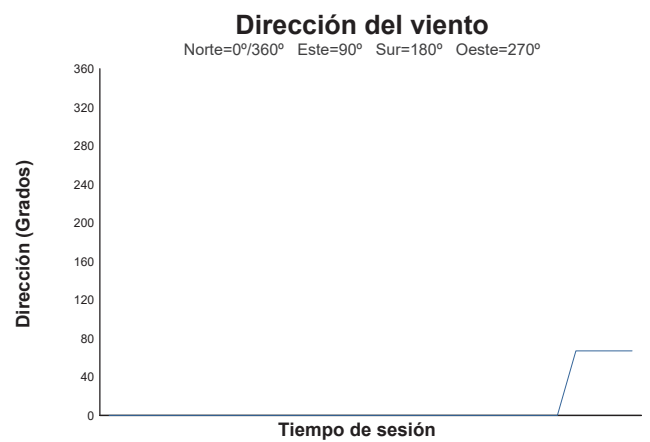 Dirección del viento
Norte=0º/360º Este=90º Sur=180º Oeste=270º
360
320
280
240
200
160
120
80
40
0
Dirección (Grados)
Tiempo de sesión